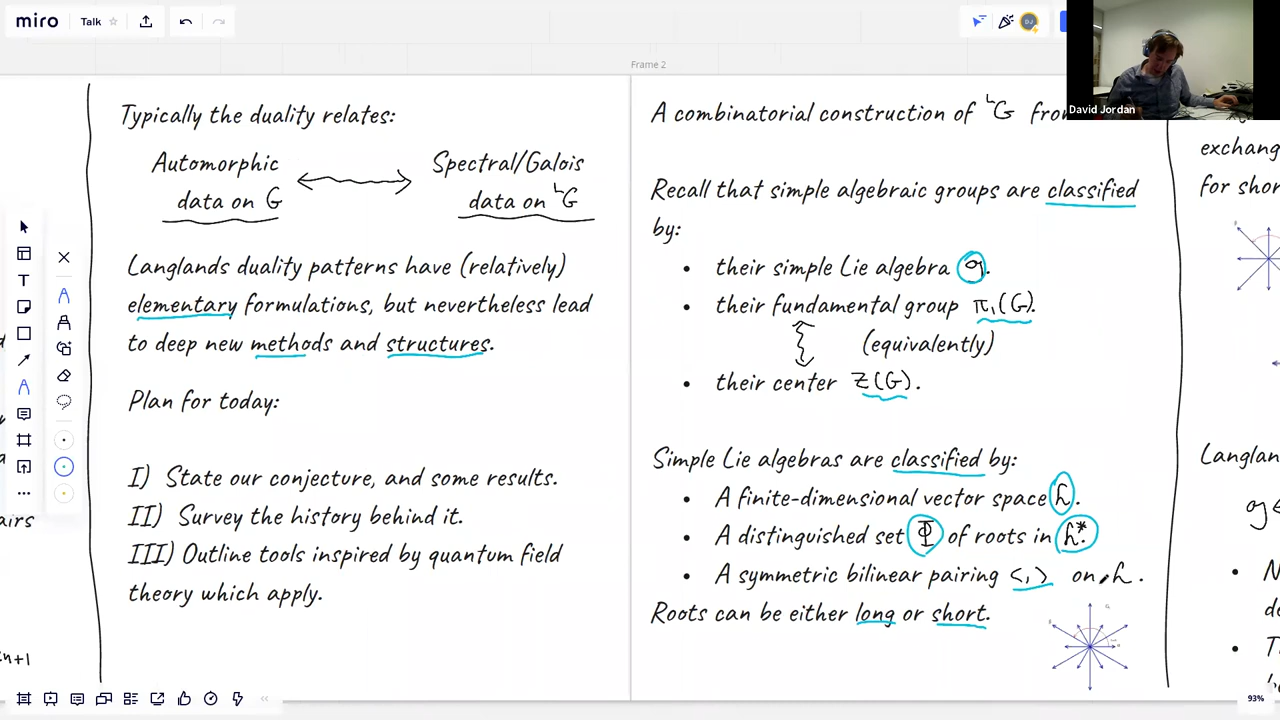 miro
Talk
Frame 2
DJ
David Jordan
Typically the duality relates:
Automorphic
data on G
Spectral/Galois
data on ᴸG
Langlands duality patterns have (relatively)
elementary formulations, but nevertheless lead
to deep new methods and structures.
Plan for today:
I) State our conjecture, and some results.
II) Survey the history behind it.
III) Outline tools inspired by quantum field
theory which apply.
A combinatorial construction of ᴸG
Recall that simple algebraic groups are classified
by:
• their simple Lie algebra g.
• their fundamental group π₁(G).
(equivalently)
• their center Z(G).
Simple Lie algebras are classified by:
• A finite-dimensional vector space h.
• A distinguished set Φ of roots in h*.
• A symmetric bilinear pairing <,> on h.
Roots can be either long or short.
exchang
for shor
Langlan
airs
2n+1
93%